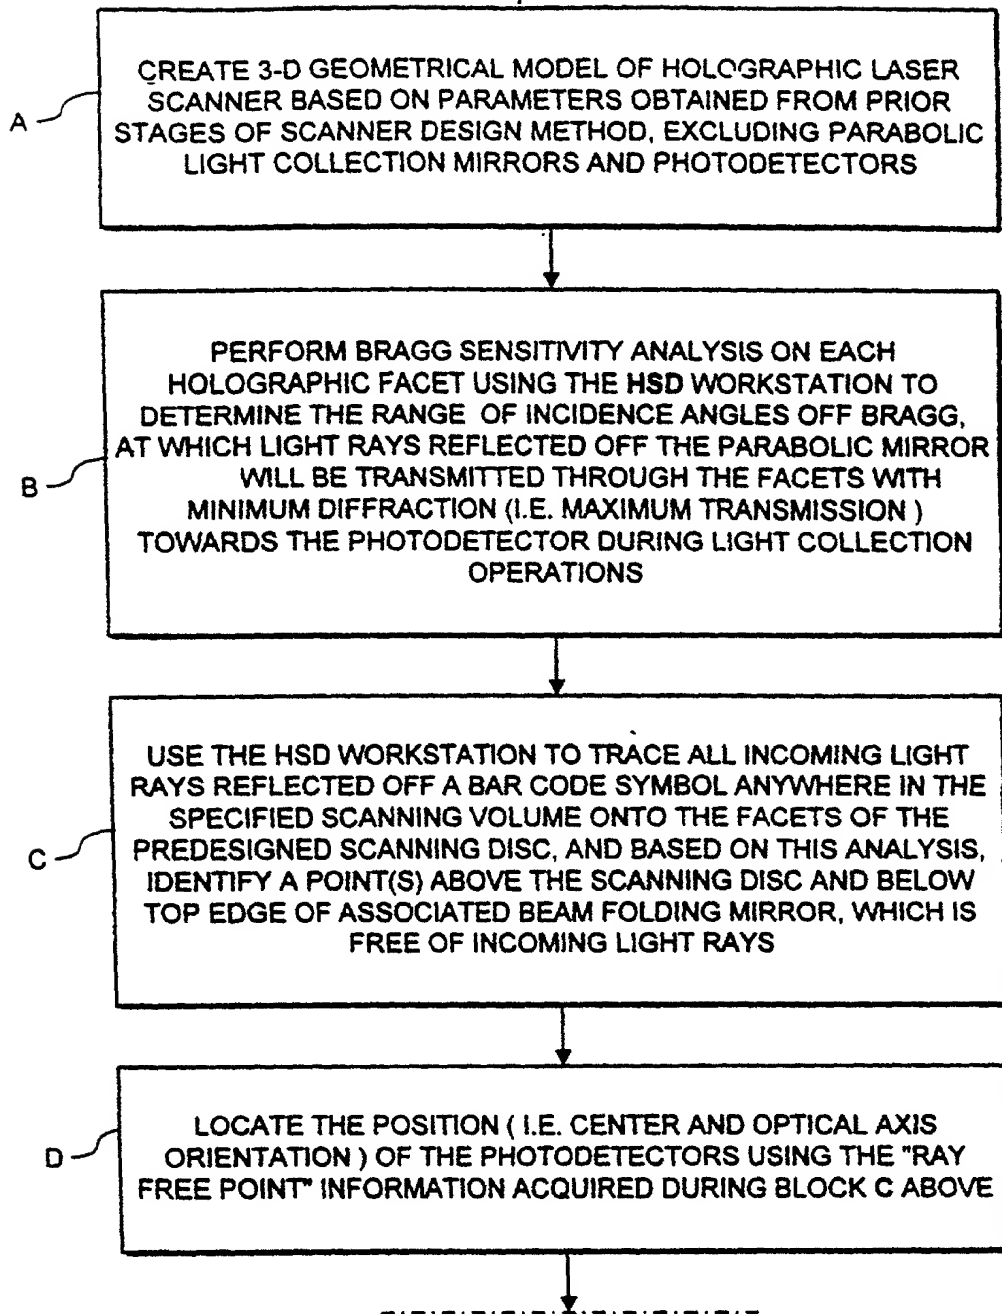 A
CREATE 3-D GEOMETRICAL MODEL OF HOLOGRAPHIC LASER
SCANNER BASED ON PARAMETERS OBTAINED FROM PRIOR
STAGES OF SCANNER DESIGN METHOD, EXCLUDING PARABOLIC
LIGHT COLLECTION MIRRORS AND PHOTODETECTORS
B
PERFORM BRAGG SENSITIVITY ANALYSIS ON EACH
HOLOGRAPHIC FACET USING THE HSD WORKSTATION TO
DETERMINE THE RANGE OF INCIDENCE ANGLES OFF BRAGG,
AT WHICH LIGHT RAYS REFLECTED OFF THE PARABOLIC MIRROR
WILL BE TRANSMITTED THROUGH THE FACETS WITH
MINIMUM DIFFRACTION (I.E. MAXIMUM TRANSMISSION )
TOWARDS THE PHOTODETECTOR DURING LIGHT COLLECTION
OPERATIONS
C
USE THE HSD WORKSTATION TO TRACE ALL INCOMING LIGHT
RAYS REFLECTED OFF A BAR CODE SYMBOL ANYWHERE IN THE
SPECIFIED SCANNING VOLUME ONTO THE FACETS OF THE
PREDESIGNED SCANNING DISC, AND BASED ON THIS ANALYSIS,
IDENTIFY A POINT(S) ABOVE THE SCANNING DISC AND BELOW
TOP EDGE OF ASSOCIATED BEAM FOLDING MIRROR, WHICH IS
FREE OF INCOMING LIGHT RAYS
D
LOCATE THE POSITION ( I.E. CENTER AND OPTICAL AXIS
ORIENTATION ) OF THE PHOTODETECTORS USING THE "RAY
FREE POINT" INFORMATION ACQUIRED DURING BLOCK C ABOVE